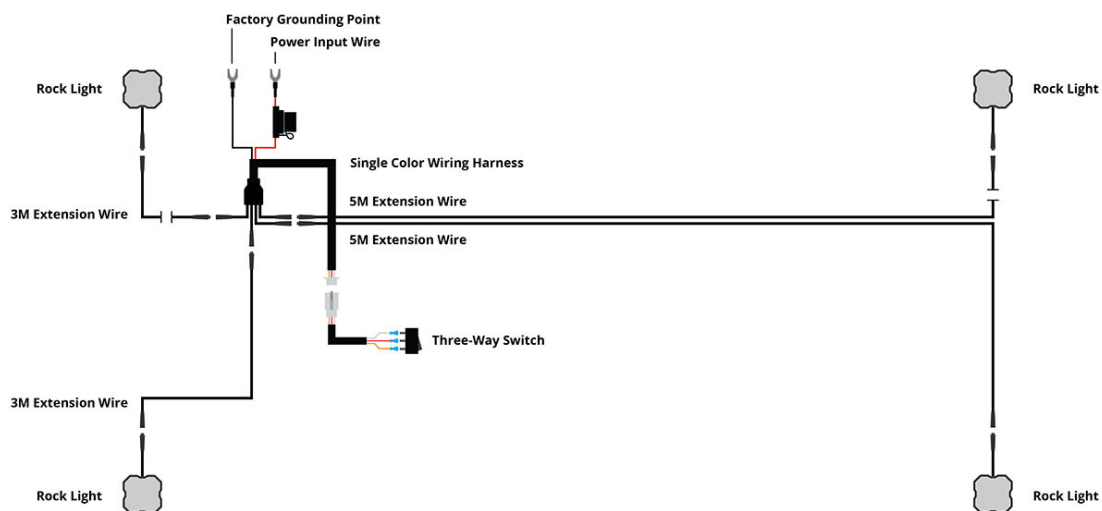 Factory Grounding Point
Power Input Wire
Rock Light
Rock Light
Single Color Wiring Harness
3M Extension Wire
5M Extension Wire
5M Extension Wire
Three-Way Switch
3M Extension Wire
Rock Light
Rock Light